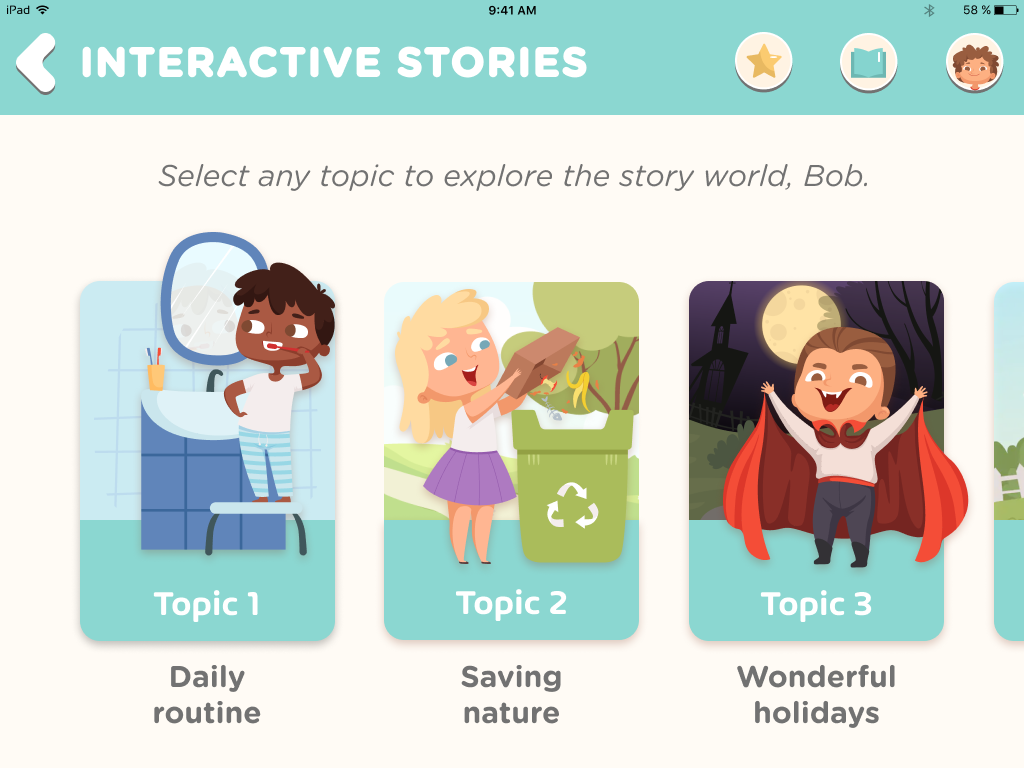 iPad 9:41 AM 58 %
INTERACTIVE STORIES
Select any topic to explore the story world, Bob.
Topic 1
Daily
routine
Topic 2
Saving
nature
Topic 3
Wonderful
holidays